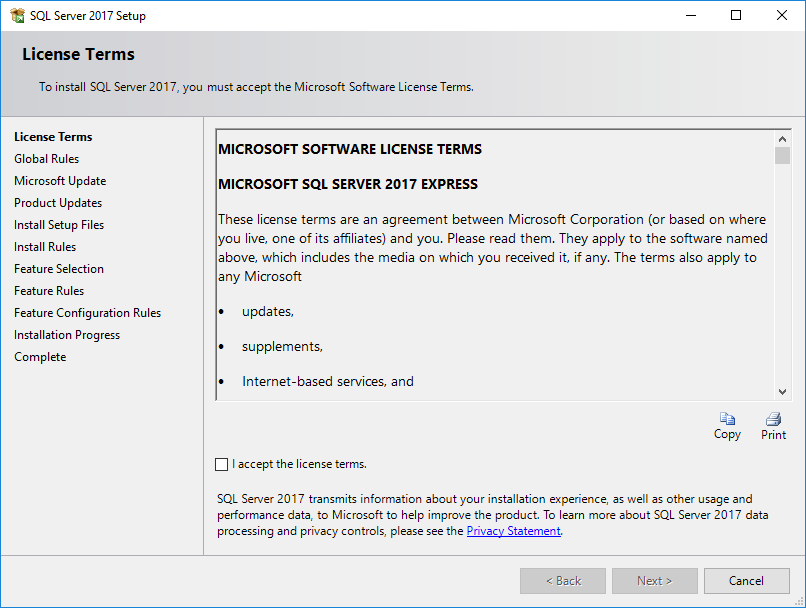 SQL Server 2017 Setup
License Terms
To install SQL Server 2017, you must accept the Microsoft Software License Terms.
License Terms
Global Rules
Microsoft Update
Product Updates
Install Setup Files
Install Rules
Feature Selection
Feature Rules
Feature Configuration Rules
Installation Progress
Complete
MICROSOFT SOFTWARE LICENSE TERMS
MICROSOFT SQL SERVER 2017 EXPRESS
These license terms are an agreement between Microsoft Corporation (or based on where
you live, one of its affiliates) and you. Please read them. They apply to the software named
above, which includes the media on which you received it, if any. The terms also apply to
any Microsoft
• updates,
• supplements,
• Internet-based services, and
Copy
Print
I accept the license terms.
SQL Server 2017 transmits information about your installation experience, as well as other usage and
performance data, to Microsoft to help improve the product. To learn more about SQL Server 2017 data
processing and privacy controls, please see the Privacy Statement.
< Back
Next >
Cancel